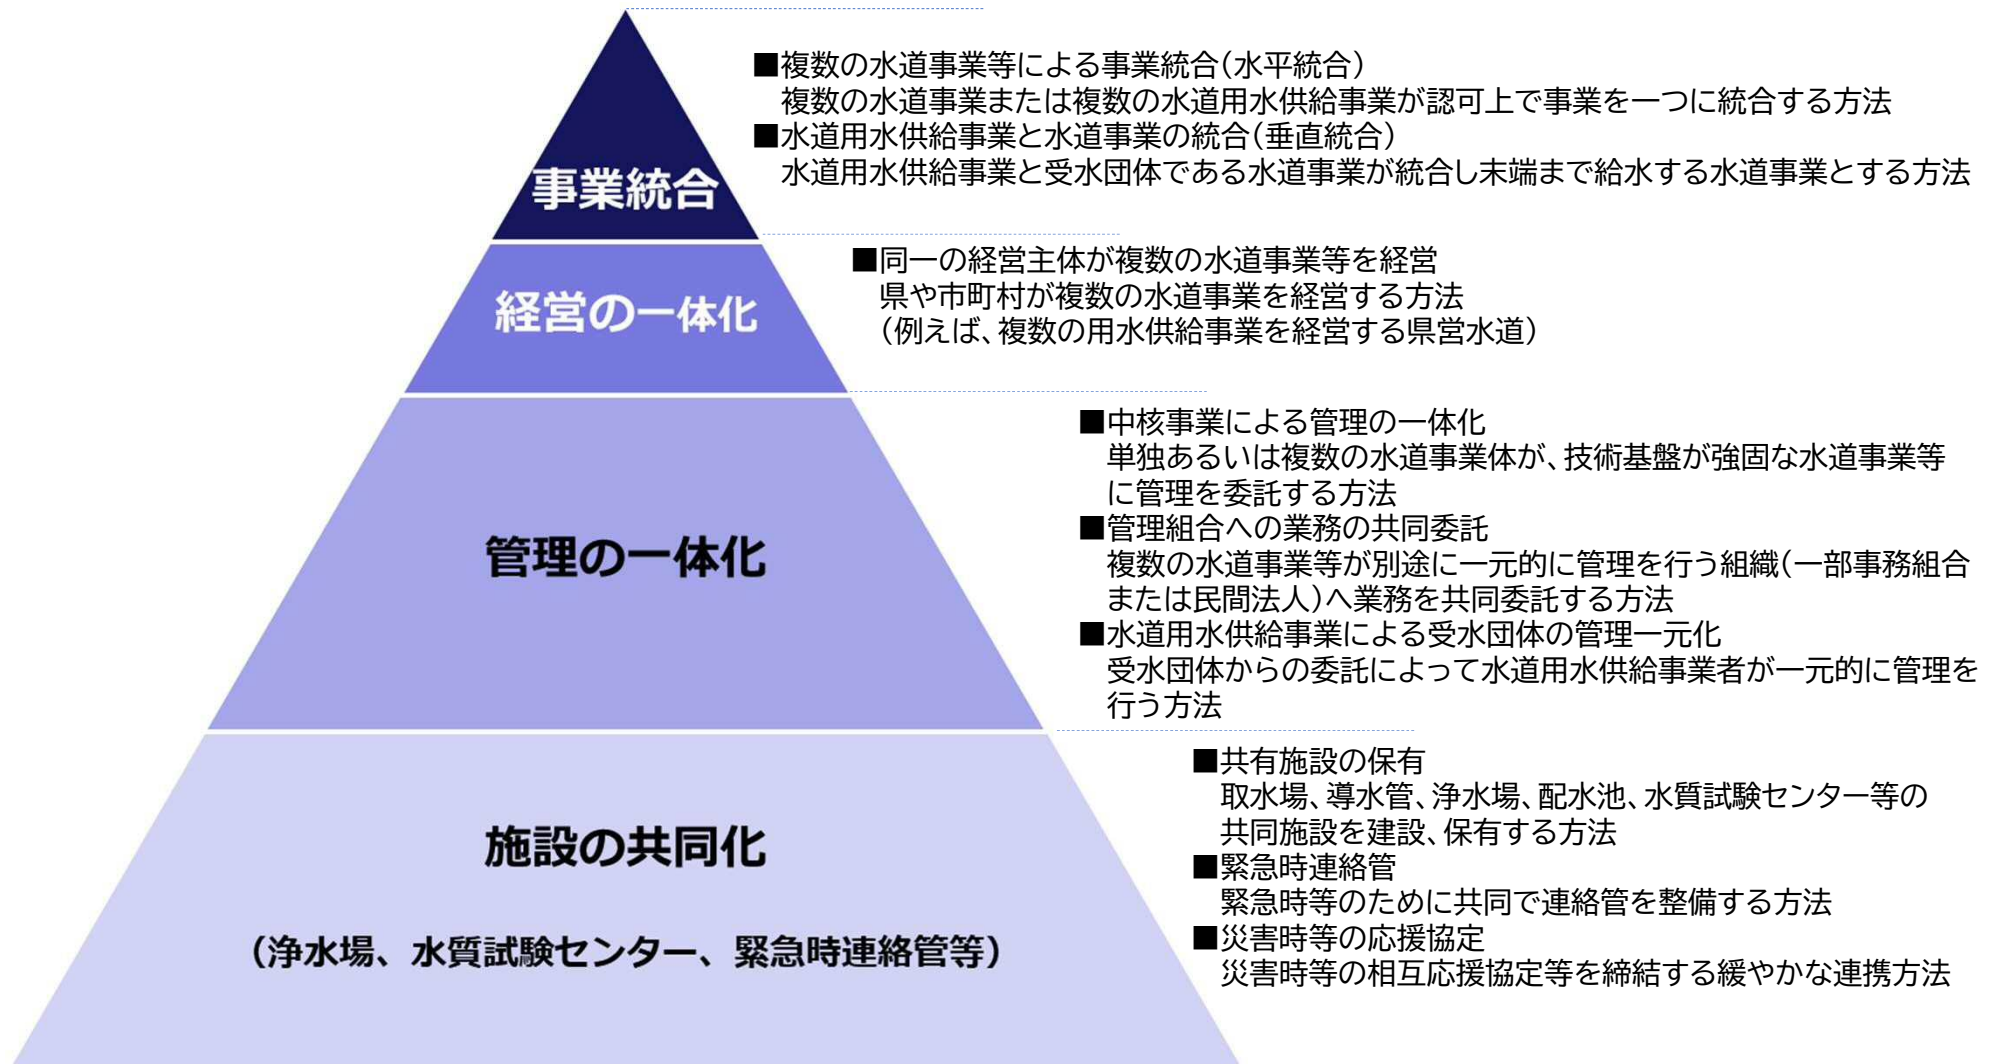 ■複数の水道事業等による事業統合(水平統合)
複数の水道事業または複数の水道用水供給事業が認可上で事業を一つに統合する方法
■水道用水供給事業と水道事業の統合(垂直統合)
水道用水供給事業と受水団体である水道事業が統合し末端まで給水する水道事業とする方法
事業統合
■同一の経営主体が複数の水道事業等を経営
県や市町村が複数の水道事業を経営する方法
(例えば、複数の用水供給事業を経営する県営水道)
経営の一体化
■中核事業による管理の一体化
単独あるいは複数の水道事業体が、技術基盤が強固な水道事業等
に管理を委託する方法
■管理組合への業務の共同委託
複数の水道事業等が別途に一元的に管理を行う組織(一部事務組合
または民間法人)へ業務を共同委託する方法
■水道用水供給事業による受水団体の管理一元化
受水団体からの委託によって水道用水供給事業者が一元的に管理を
行う方法
管理の一体化
■共有施設の保有
取水場、導水管、浄水場、配水池、水質試験センター等の
共同施設を建設、保有する方法
■緊急時連絡管
緊急時等のために共同で連絡管を整備する方法
■災害時等の応援協定
災害時等の相互応援協定等を締結する緩やかな連携方法
施設の共同化
(浄水場、水質試験センター、緊急時連絡管等)